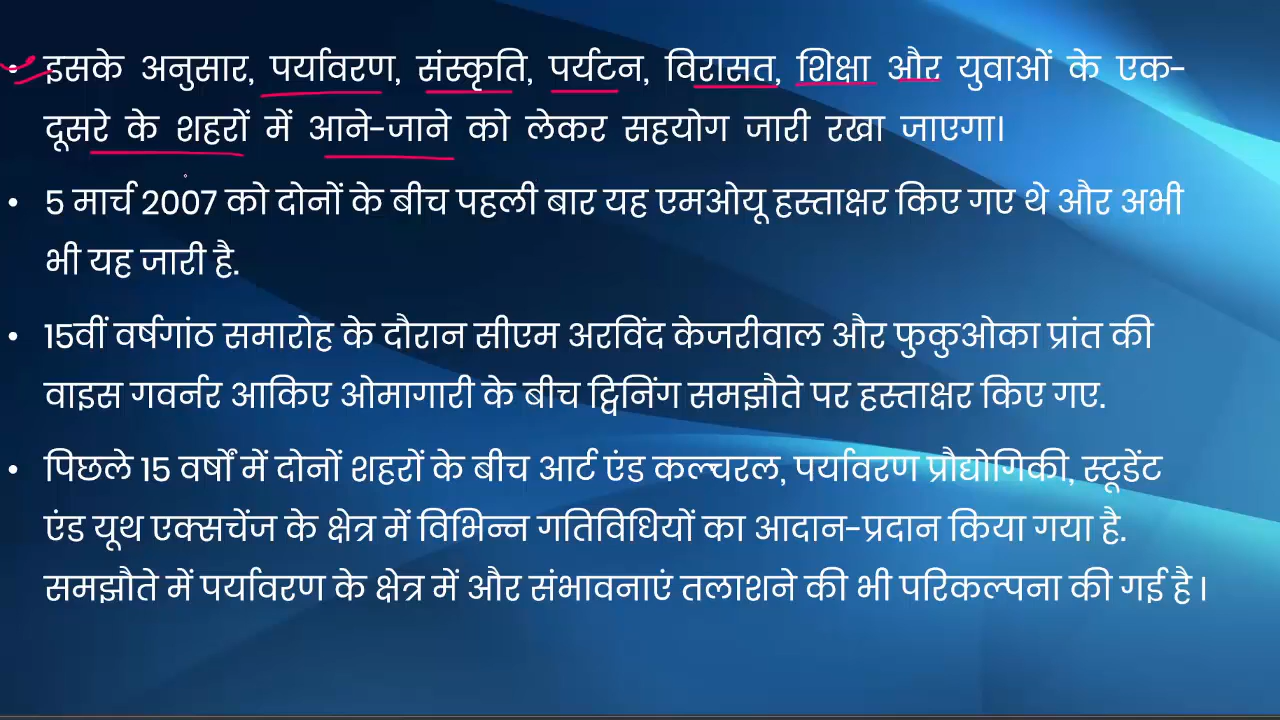 • इसके अनुसार, पर्यावरण, संस्कृति, पर्यटन, विरासत, शिक्षा और युवाओं के एक-
दूसरे के शहरों में आने-जाने को लेकर सहयोग जारी रखा जाएगा।
• 5 मार्च 2007 को दोनों के बीच पहली बार यह एमओयू हस्ताक्षर किए गए थे और अभी
भी यह जारी है.
• 15वीं वर्षगांठ समारोह के दौरान सीएम अरविंद केजरीवाल और फुकुओका प्रांत की
वाइस गवर्नर आकिए ओमागारी के बीच ट्विनिंग समझौते पर हस्ताक्षर किए गए.
• पिछले 15 वर्षों में दोनों शहरों के बीच आर्ट एंड कल्चरल, पर्यावरण प्रौद्योगिकी, स्टूडेंट
एंड यूथ एक्सचेंज के क्षेत्र में विभिन्न गतिविधियों का आदान-प्रदान किया गया है.
समझौते में पर्यावरण के क्षेत्र में और संभावनाएं तलाशने की भी परिकल्पना की गई है ।